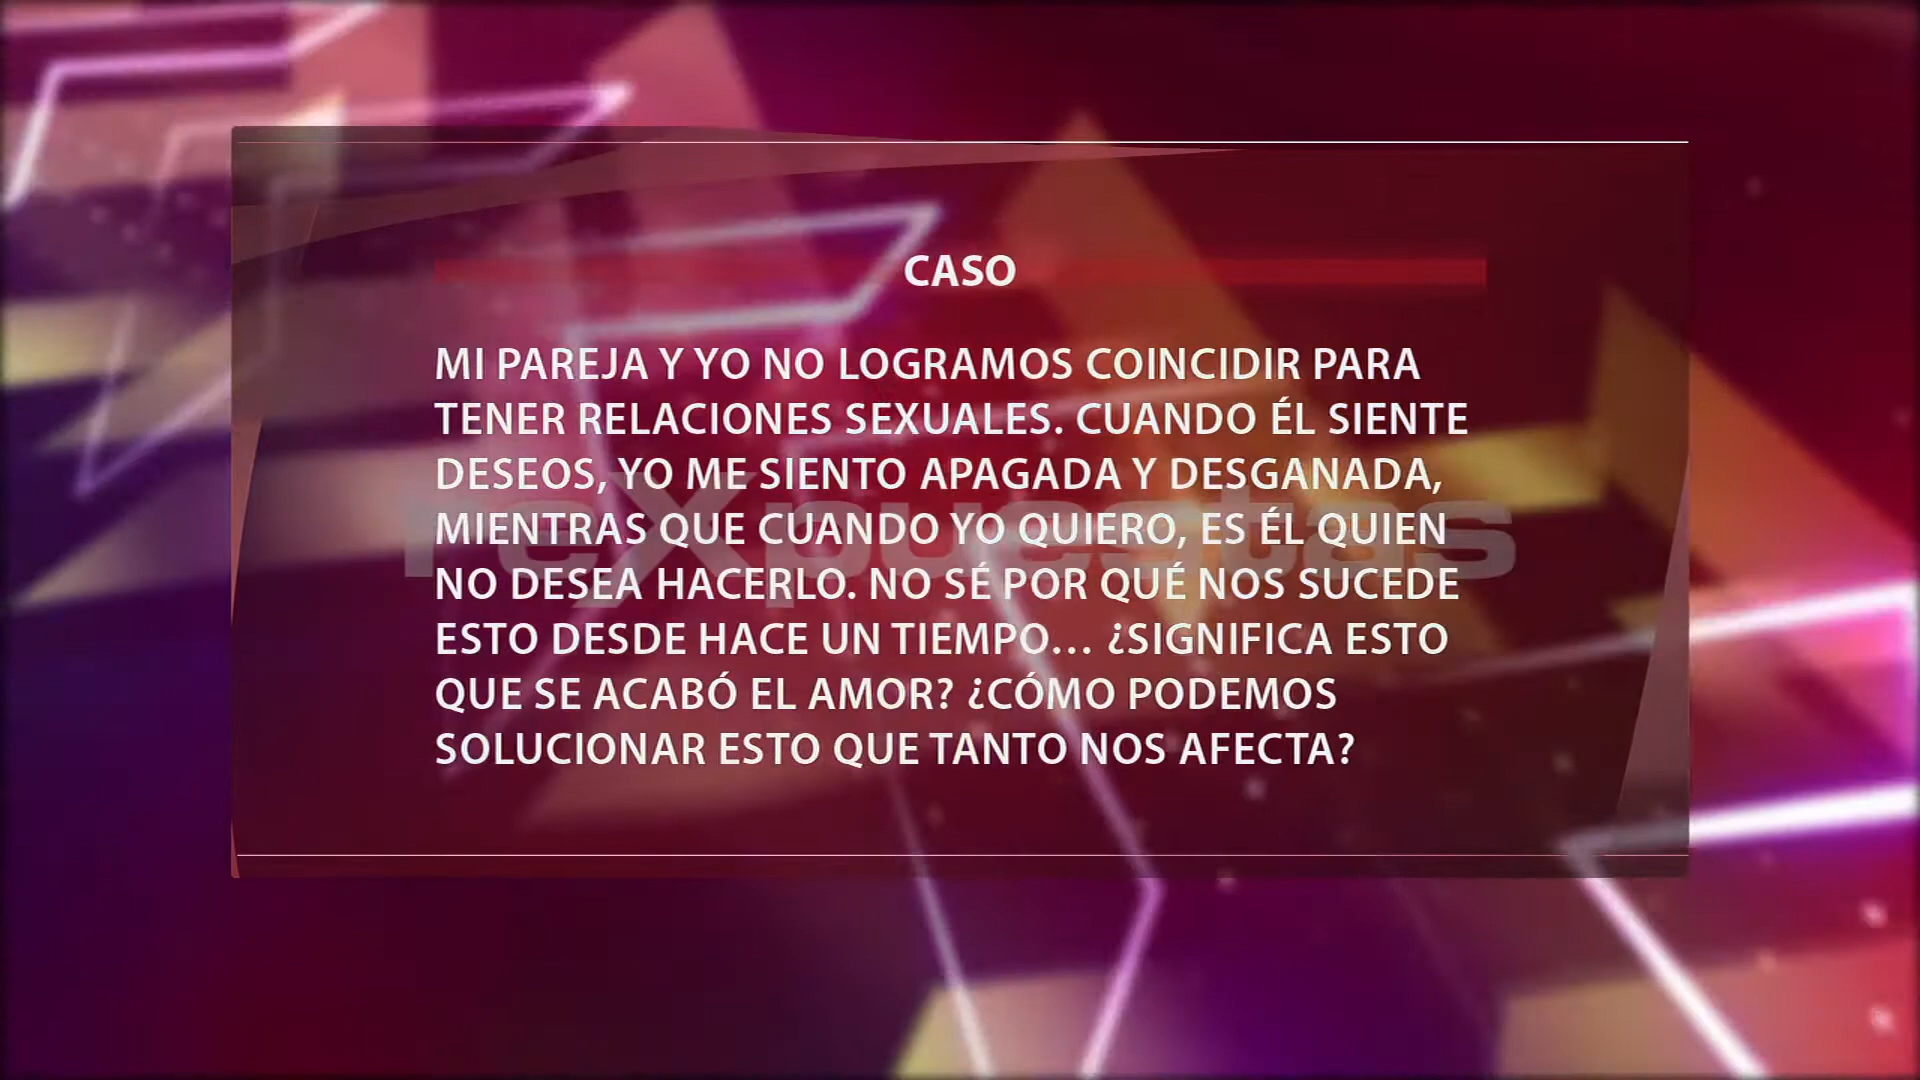 CASO
MI PAREJA Y YO NO LOGRAMOS COINCIDIR PARA
TENER RELACIONES SEXUALES. CUANDO ÉL SIENTE
DESEOS, YO ME SIENTO APAGADA Y DESGANADA,
MIENTRAS QUE CUANDO YO QUIERO, ES ÉL QUIEN
NO DESEA HACERLO. NO SÉ POR QUÉ NOS SUCEDE
ESTO DESDE HACE UN TIEMPO... ¿SIGNIFICA ESTO
QUE SE ACABÓ EL AMOR? ¿CÓMO PODEMOS
SOLUCIONAR ESTO QUE TANTO NOS AFECTA?
reXpuestas